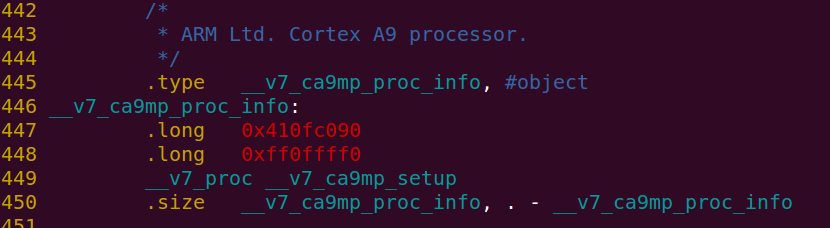 442         /*
443          * ARM Ltd. Cortex A9 processor.
444          */
445         .type   __v7_ca9mp_proc_info, #object
446 __v7_ca9mp_proc_info:
447         .long   0x410fc090
448         .long   0xff0ffff0
449         __v7_proc __v7_ca9mp_setup
450         .size   __v7_ca9mp_proc_info, . - __v7_ca9mp_proc_info
451